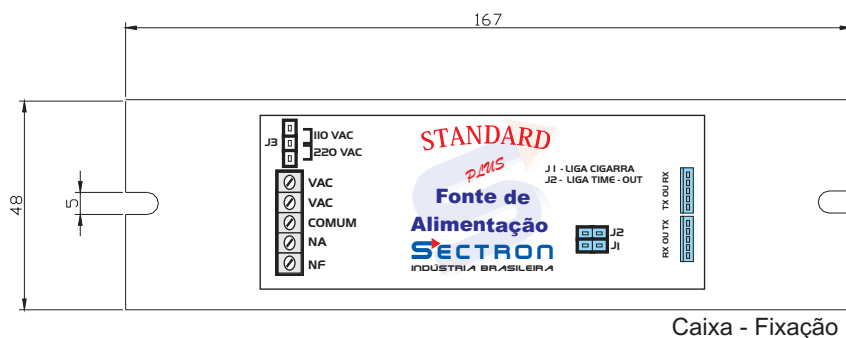 167
48
5
J3
110 VAC
220 VAC
VAC
VAC
COMUM
NA
NF
STANDARD
PLUS
Fonte de
Alimentação
SECTRON
INDÚSTRIA BRASILEIRA
J1 - LIGA CIGARRA
J2 - LIGA TIME - OUT
J2
J1
TX OU RX
RX OU TX
Caixa - Fixação